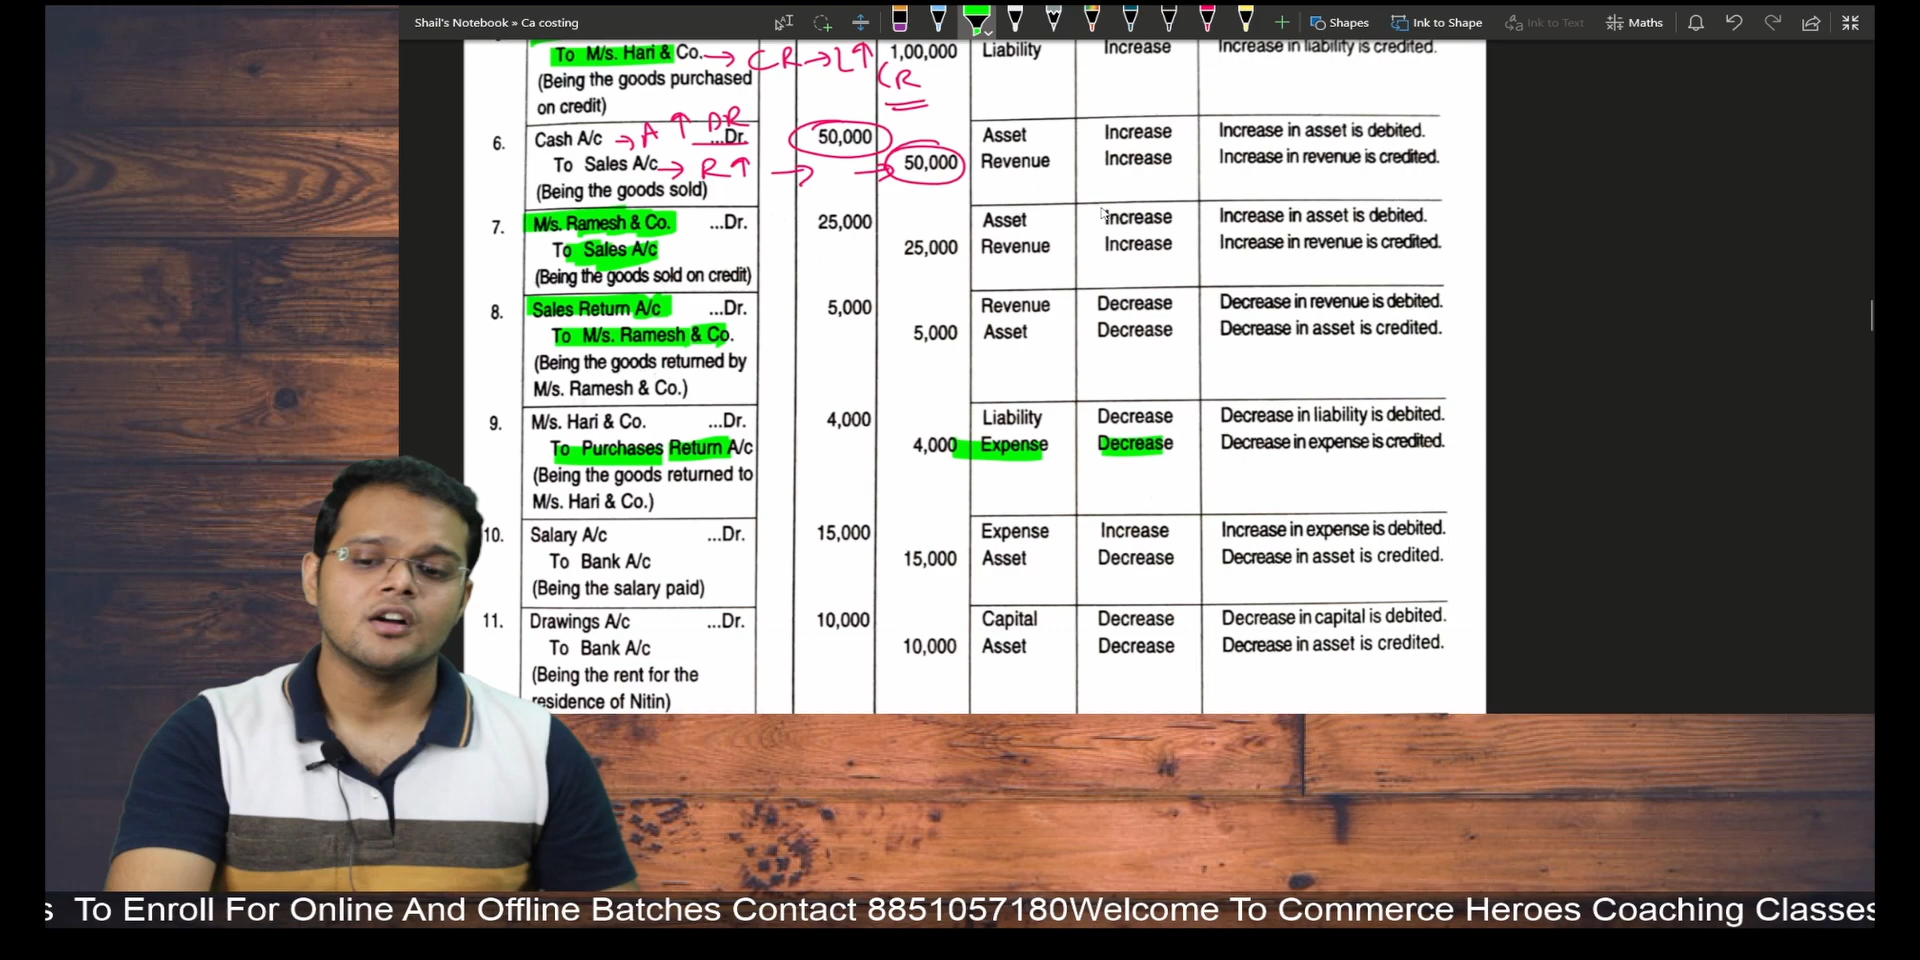 Shail's Notebook » Ca costing
Shapes
Ink to Shape
Ink to Text
Maths
To M/s. Hari & Co. → CR → L↑ 1,00,000 Liability Increase Increase in liability is credited.
(Being the goods purchased CR
on credit)
6. Cash A/c → A ↑ DR ...Dr. 50,000 Asset Increase Increase in asset is debited.
To Sales A/c → R↑ → → 50,000 Revenue Increase Increase in revenue is credited.
(Being the goods sold)
7. M/s. Ramesh & Co. ...Dr. 25,000 Asset Increase Increase in asset is debited.
To Sales A/c 25,000 Revenue Increase Increase in revenue is credited.
(Being the goods sold on credit)
8. Sales Return A/c ...Dr. 5,000 Revenue Decrease Decrease in revenue is debited.
To M/s. Ramesh & Co. 5,000 Asset Decrease Decrease in asset is credited.
(Being the goods returned by
M/s. Ramesh & Co.)
9. M/s. Hari & Co. ...Dr. 4,000 Liability Decrease Decrease in liability is debited.
To Purchases Return A/c 4,000 Expense Decrease Decrease in expense is credited.
(Being the goods returned to
M/s. Hari & Co.)
10. Salary A/c ...Dr. 15,000 Expense Increase Increase in expense is debited.
To Bank A/c 15,000 Asset Decrease Decrease in asset is credited.
(Being the salary paid)
11. Drawings A/c ...Dr. 10,000 Capital Decrease Decrease in capital is debited.
To Bank A/c 10,000 Asset Decrease Decrease in asset is credited.
(Being the rent for the
residence of Nitin)
s To Enroll For Online And Offline Batches Contact 8851057180Welcome To Commerce Heroes Coaching Classes